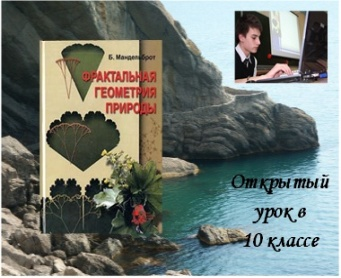 Б. Мандельброт
ФРАКТАЛЬНАЯ
ГЕОМЕТРИЯ
ПРИРОДЫ
Открытый
урок в
10 классе